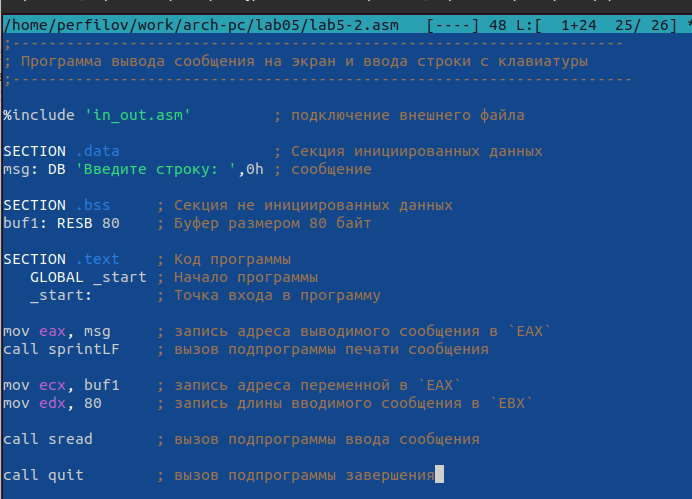 /home/perfilov/work/arch-pc/lab05/lab5-2.asm   [----] 48 L:[  1+24  25/ 26] *
;--------------------------------------------------------------------
; Программа вывода сообщения на экран и ввода строки с клавиатуры
;---------------------------------------------------------------------
%include 'in_out.asm'         ; подключение внешнего файла
SECTION .data                 ; Секция инициированных данных
msg: DB 'Введите строку: ',0h ; сообщение
SECTION .bss     ; Секция не инициированных данных
buf1: RESB 80    ; Буфер размером 80 байт
SECTION .text    ; Код программы
   GLOBAL _start ; Начало программы
   _start:       ; Точка входа в программу
mov eax, msg     ; запись адреса выводимого сообщения в `EAX`
call sprintLF    ; вызов подпрограммы печати сообщения
mov ecx, buf1    ; запись адреса переменной в `EAX`
mov edx, 80      ; запись длины вводимого сообщения в `EBX`
call sread       ; вызов подпрограммы ввода сообщения
call quit        ; вызов подпрограммы завершения